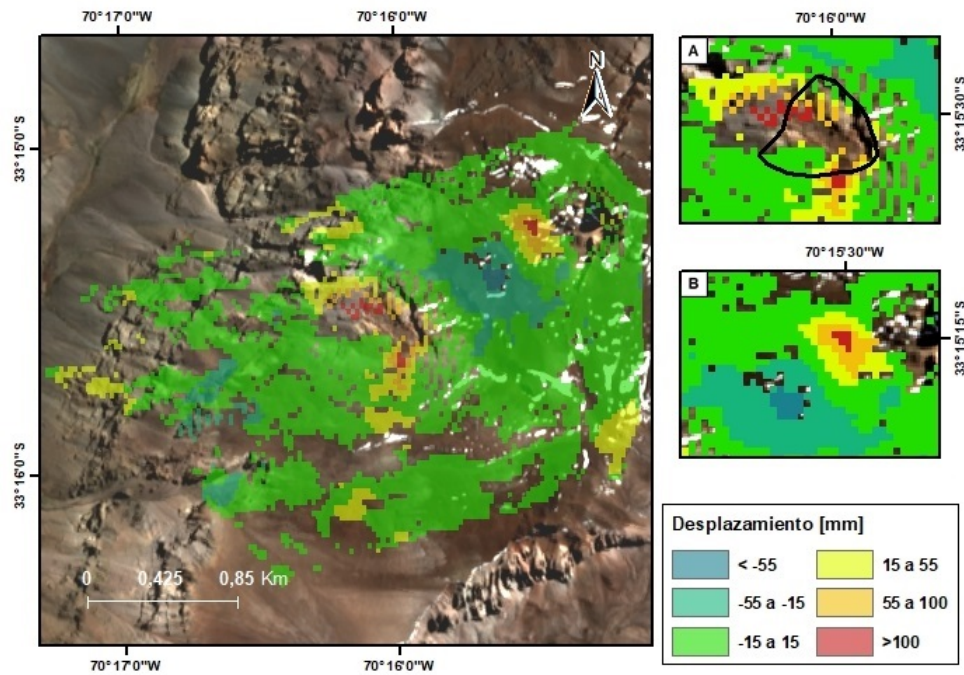 70°17'0"W 70°16'0"W
70°16'0"W
N
A
33°15'0"S
33°15'30"S
70°15'30"W
B
33°15'15"S
33°16'0"S
Desplazamiento [mm]
< -55 15 a 55
-55 a -15 55 a 100
-15 a 15 >100
0 0,425 0,85 Km
70°17'0"W 70°16'0"W